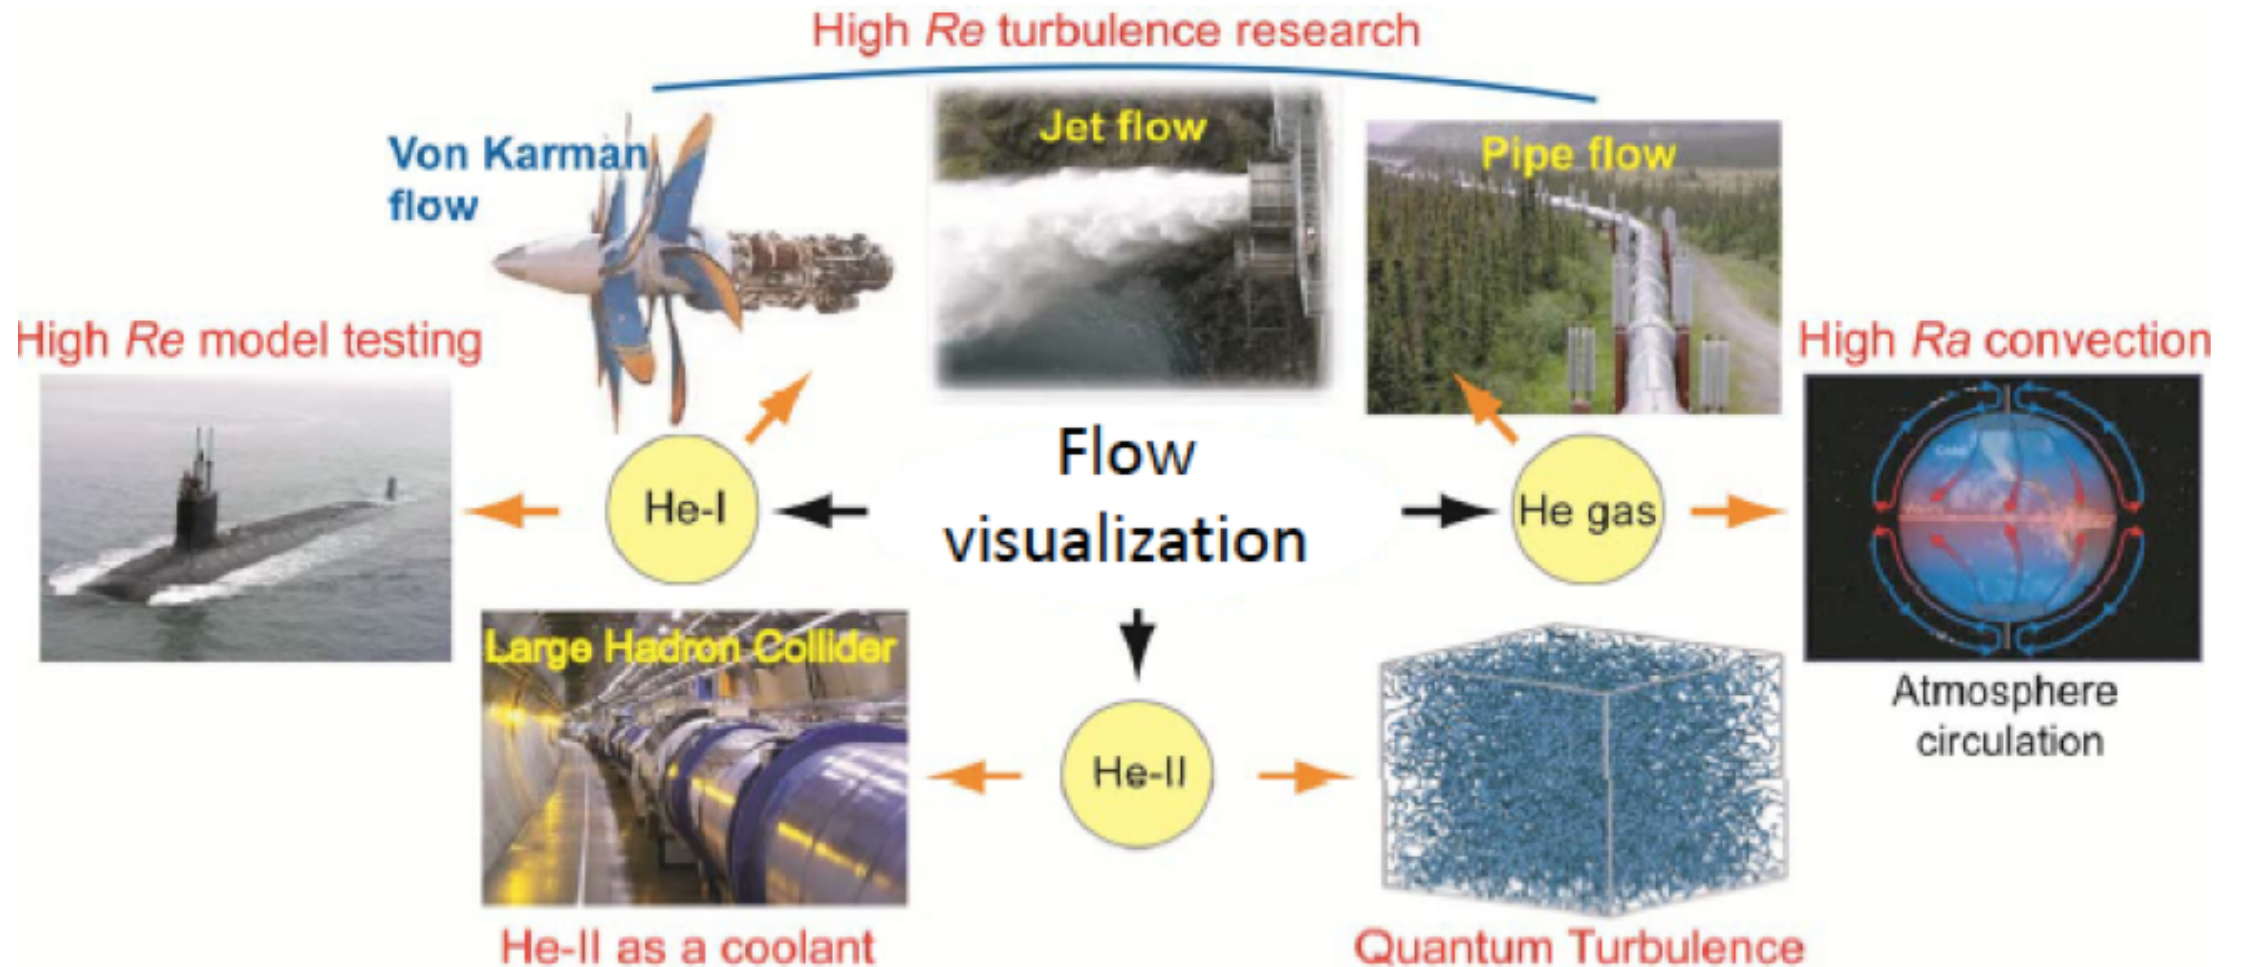 High Re turbulence research
Von Karman
flow
Jet flow
Pipe flow
High Re model testing
High Ra convection
Flow
visualization
He-I
He gas
Large Hadron Collider
He-II
Atmosphere
circulation
He-II as a coolant
Quantum Turbulence